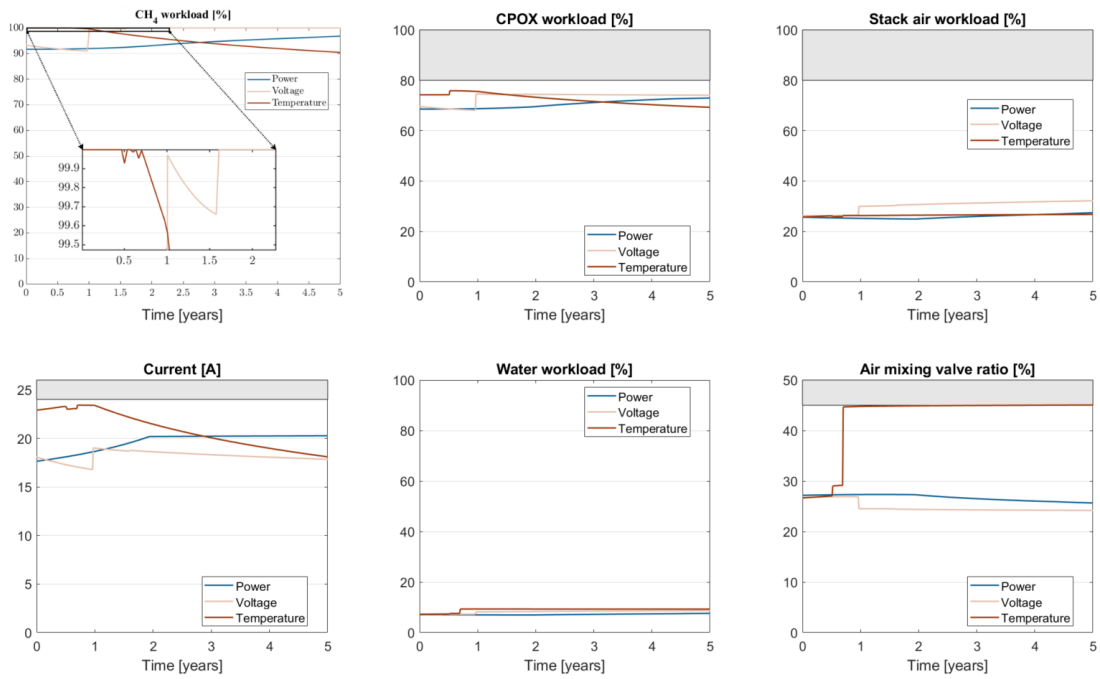 CH4 workload [%]
100
90
80
70
60
50
40
30
20
10
0
Power
Voltage
Temperature
99.9
99.8
99.7
99.6
99.5
0.5 1 1.5 2
0 0.5 1 1.5 2 2.5 3 3.5 4 4.5 5
Time [years]
CPOX workload [%]
100
80
60
40
20
0
Power
Voltage
Temperature
0 1 2 3 4 5
Time [years]
Stack air workload [%]
100
80
60
40
20
0
Power
Voltage
Temperature
0 1 2 3 4 5
Time [years]
Current [A]
25
20
15
10
5
0
Power
Voltage
Temperature
0 1 2 3 4 5
Time [years]
Water workload [%]
100
80
60
40
20
0
Power
Voltage
Temperature
0 1 2 3 4 5
Time [years]
Air mixing valve ratio [%]
50
40
30
20
10
0
Power
Voltage
Temperature
0 1 2 3 4 5
Time [years]